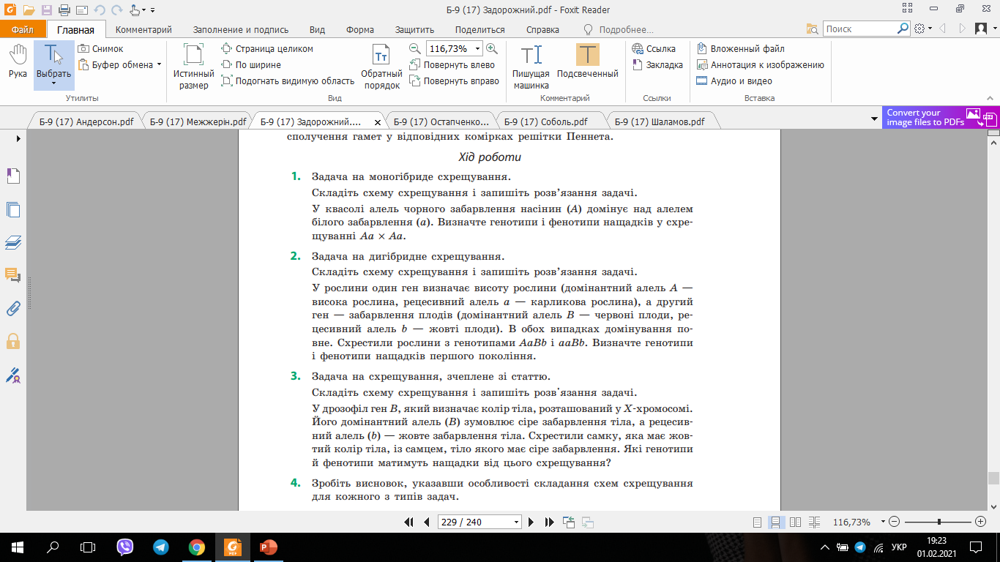 Б-9 (17) Задорожний.pdf - Foxit Reader
Файл Главная Комментарий Заполнение и подпись Вид Форма Защитить Поделиться Справка Подробнее... Поиск
Рука
Выбрать
Снимок
Буфер обмена
Утилиты
Истинный размер
Страница целиком
По ширине
Подогнать видимую область
Обратный порядок
116,73%
Повернуть влево
Повернуть вправо
Вид
Пишущая машинка
Подсвеченный
Комментарий
Ссылка
Закладка
Ссылки
Вложенный файл
Аннотация к изображению
Аудио и видео
Вставка
Б-9 (17) Андерсон.pdf Б-9 (17) Межжерін.pdf Б-9 (17) Задорожний.... Б-9 (17) Остапченко... Б-9 (17) Соболь.pdf Б-9 (17) Шаламов.pdf
Convert your
image files to PDFs
сполучення гамет у відповідних комірках решітки Пеннета.
Хід роботи
1. Задача на моногібриде схрещування.
Складіть схему схрещування і запишіть розв’язання задачі.
У квасолі алель чорного забарвлення насінин (A) домінує над алелем
білого забарвлення (a). Визначте генотипи і фенотипи нащадків у схре-
щуванні Aa × Aa.
2. Задача на дигібридне схрещування.
Складіть схему схрещування і запишіть розв’язання задачі.
У рослини один ген визначає висоту рослини (домінантний алель A —
висока рослина, рецесивний алель a — карликова рослина), а другий
ген — забарвлення плодів (домінантний алель B — червоні плоди, ре-
цесивний алель b — жовті плоди). В обох випадках домінування по-
вне. Схрестили рослини з генотипами AaBb і aaBb. Визначте генотипи
і фенотипи нащадків першого покоління.
3. Задача на схрещування, зчеплене зі статтю.
Складіть схему схрещування і запишіть розв’язання задачі.
У дрозофіл ген B, який визначає колір тіла, розташований у X-хромосомі.
Його домінантний алель (B) зумовлює сіре забарвлення тіла, а рецесив-
ний алель (b) — жовте забарвлення тіла. Схрестили самку, яка має жов-
тий колір тіла, із самцем, тіло якого має сіре забарвлення. Які генотипи
й фенотипи матимуть нащадки від цього схрещування?
4. Зробіть висновок, указавши особливості складання схем схрещування
для кожного з типів задач.
229 / 240
116,73%
УКР
19:23
01.02.2021